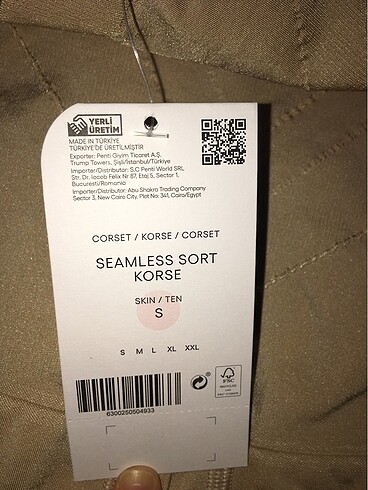 YERLİ
ÜRETİM
MADE IN TÜRKİYE
TÜRKİYE'DE ÜRETİLMİŞTİR
Exporter: Penti Giyim Ticaret A.Ş.
Trump Towers, Şişli/İstanbul/Türkiye
Importer/Distributor: S.C Penti World SRL
Str. Dr. Iacob Felix Nr 87, Etaj 5, Sector 1,
Bucuresti/Romania
Importer/Distributor: Abu Shakra Trading Company
Sector 3, New Cairo City, Plot No: 341, Cairo/Egypt
CORSET / KORSE / CORSET
SEAMLESS SORT
KORSE
SKIN / TEN
S
S M L XL XXL
FSC
6300250504933